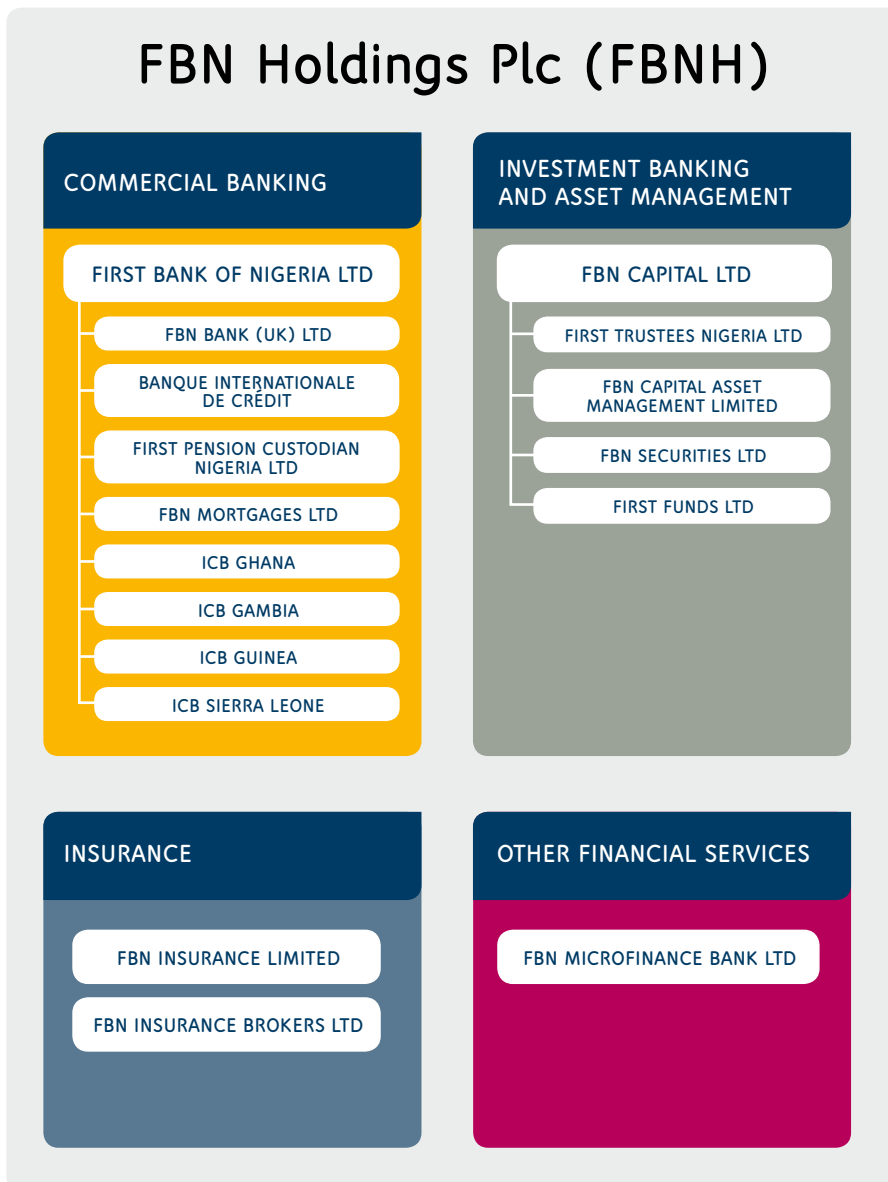 FBN Holdings Plc (FBNH)
COMMERCIAL BANKING
FIRST BANK OF NIGERIA LTD
FBN BANK (UK) LTD
BANQUE INTERNATIONALE
DE CRÉDIT
FIRST PENSION CUSTODIAN
NIGERIA LTD
FBN MORTGAGES LTD
ICB GHANA
ICB GAMBIA
ICB GUINEA
ICB SIERRA LEONE
INVESTMENT BANKING
AND ASSET MANAGEMENT
FBN CAPITAL LTD
FIRST TRUSTEES NIGERIA LTD
FBN CAPITAL ASSET
MANAGEMENT LIMITED
FBN SECURITIES LTD
FIRST FUNDS LTD
INSURANCE
FBN INSURANCE LIMITED
FBN INSURANCE BROKERS LTD
OTHER FINANCIAL SERVICES
FBN MICROFINANCE BANK LTD